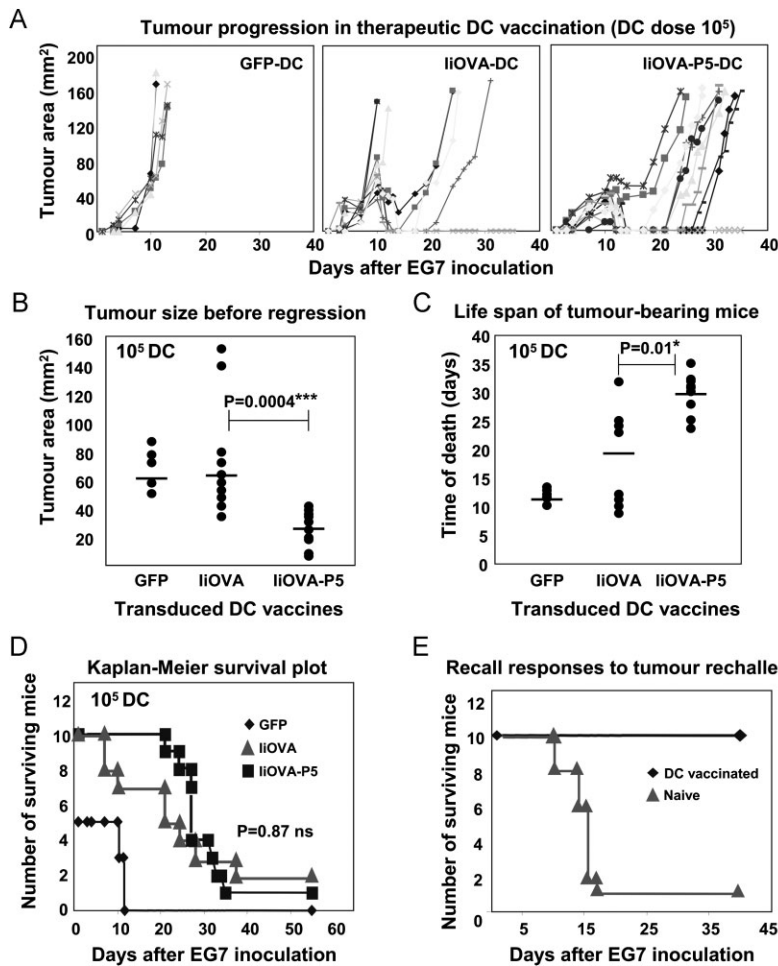 A
Tumour progression in therapeutic DC vaccination (DC dose 10⁵)
GFP-DC
IiOVA-DC
IiOVA-P5-DC
Tumour area (mm²)
200
160
120
80
40
0
10 20 30 40
10 20 30 40
0 10 20 30 40
Days after EG7 inoculation
B
Tumour size before regression
10⁵ DC
P=0.0004***
Tumour area (mm²)
160
140
120
100
80
60
40
20
GFP
IiOVA
IiOVA-P5
Transduced DC vaccines
C
Life span of tumour-bearing mice
10⁵ DC
P=0.01*
Time of death (days)
40
35
30
25
20
15
10
5
0
GFP
IiOVA
IiOVA-P5
Transduced DC vaccines
D
Kaplan-Meier survival plot
10⁵ DC
GFP
IiOVA
IiOVA-P5
P=0.87 ns
Number of surviving mice
12
10
8
6
4
2
0
0 10 20 30 40 50 60
Days after EG7 inoculation
E
Recall responses to tumour rechalle
DC vaccinated
Naive
Number of surviving mice
12
10
8
6
4
2
0
0 5 15 25 35 45
Days after EG7 inoculation